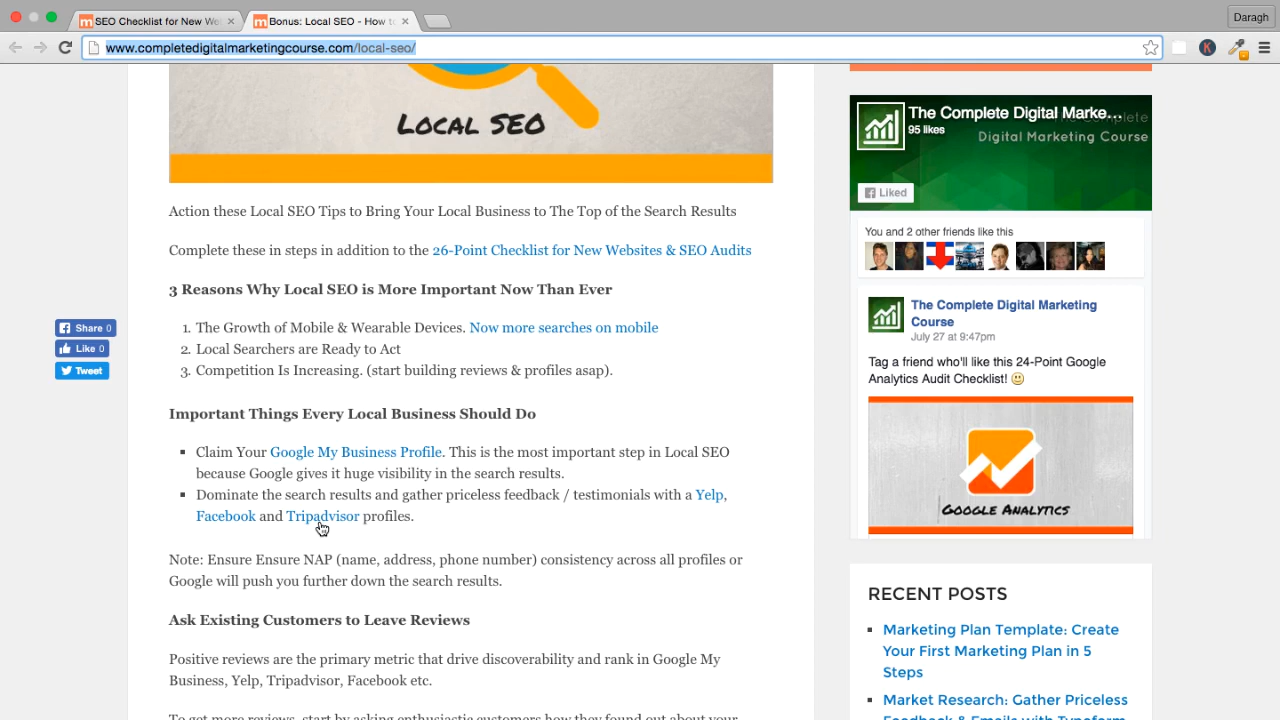 SEO Checklist for New We
Bonus: Local SEO - How to
Daragh
www.completedigitalmarketingcourse.com/local-seo/
LOCAL SEO
Action these Local SEO Tips to Bring Your Local Business to The Top of the Search Results
Complete these in steps in addition to the 26-Point Checklist for New Websites & SEO Audits
3 Reasons Why Local SEO is More Important Now Than Ever
1. The Growth of Mobile & Wearable Devices. Now more searches on mobile
2. Local Searchers are Ready to Act
3. Competition Is Increasing. (start building reviews & profiles asap).
Share 0
Like 0
Tweet
Important Things Every Local Business Should Do
Claim Your Google My Business Profile. This is the most important step in Local SEO
because Google gives it huge visibility in the search results.
Dominate the search results and gather priceless feedback / testimonials with a Yelp,
Facebook and Tripadvisor profiles.
Note: Ensure Ensure NAP (name, address, phone number) consistency across all profiles or
Google will push you further down the search results.
Ask Existing Customers to Leave Reviews
Positive reviews are the primary metric that drive discoverability and rank in Google My
Business, Yelp, Tripadvisor, Facebook etc.
To get more reviews, start by asking enthusiastic customers how they found out about your
The Complete Digital Marke...
95 likes
Complete
Digital Marketing Course
Liked
You and 2 other friends like this
The Complete Digital Marketing
Course
July 27 at 9:47pm
Tag a friend who'll like this 24-Point Google
Analytics Audit Checklist!
GOOGLE ANALYTICS
RECENT POSTS
Marketing Plan Template: Create
Your First Marketing Plan in 5
Steps
Market Research: Gather Priceless
Feedback & Emails with Typeform